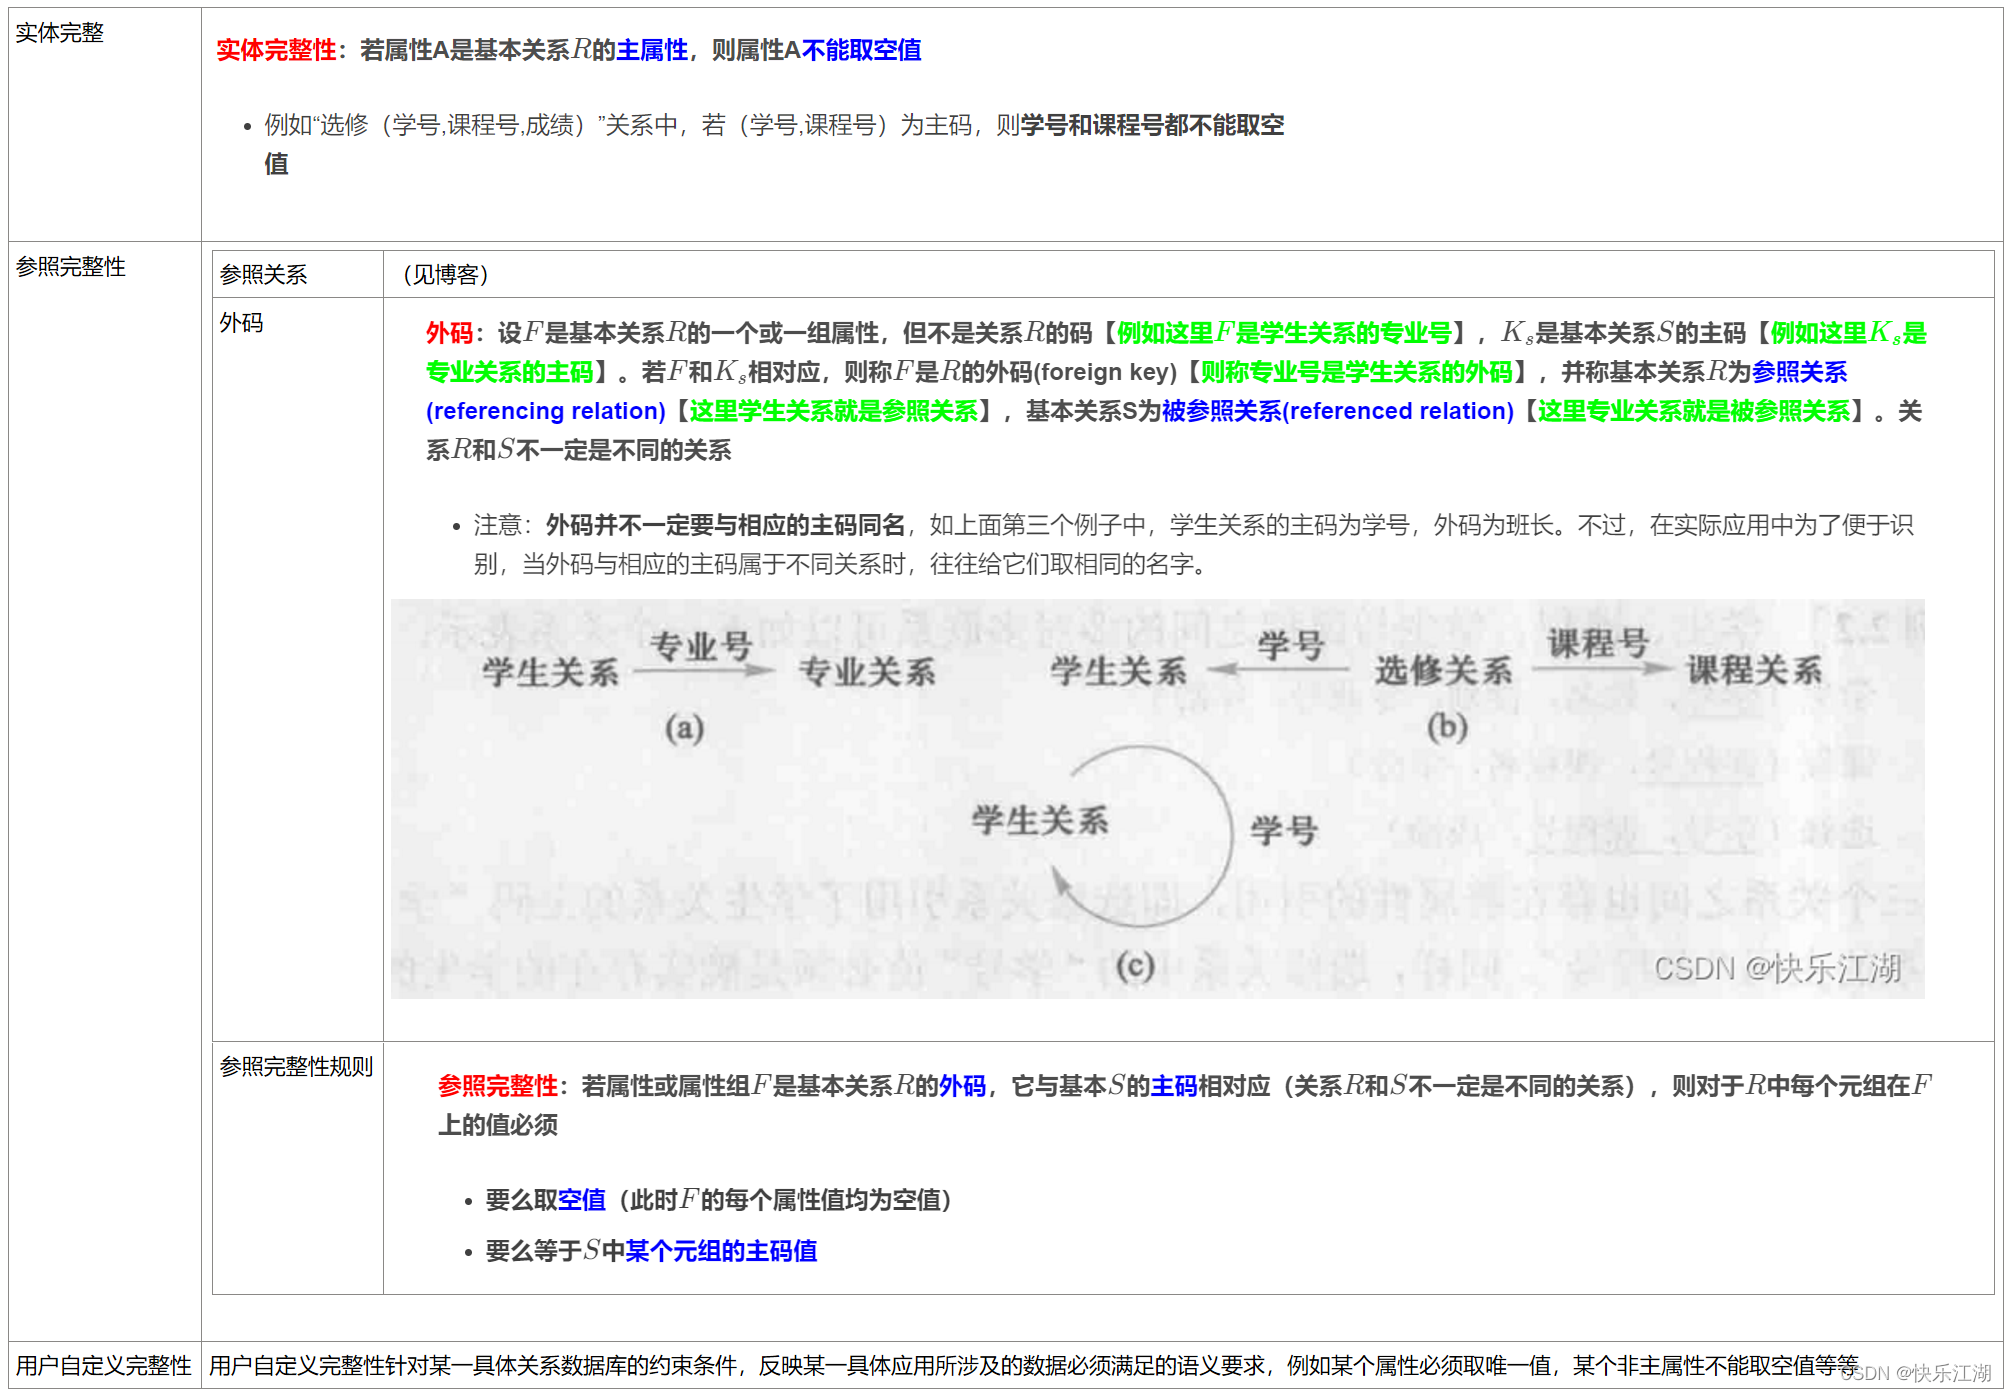 实体完整
实体完整性：若属性A是基本关系R的主属性，则属性A不能取空值
例如“选修（学号,课程号,成绩）”关系中，若（学号,课程号）为主码，则学号和课程号都不能取空
值
参照完整性
参照关系
（见博客）
外码
外码：设F是基本关系R的一个或一组属性，但不是关系R的码【例如这里F是学生关系的专业号】，Ks是基本关系S的主码【例如这里Ks是
专业关系的主码】。若F和Ks相对应，则称F是R的外码(foreign key)【则称专业号是学生关系的外码】，并称基本关系R为参照关系
(referencing relation)【这里学生关系就是参照关系】，基本关系S为被参照关系(referenced relation)【这里专业关系就是被参照关系】。关
系R和S不一定是不同的关系
注意：外码并不一定要与相应的主码同名，如上面第三个例子中，学生关系的主码为学号，外码为班长。不过，在实际应用中为了便于识
别，当外码与相应的主码属于不同关系时，往往给它们取相同的名字。
学生关系 专业号 专业关系
(a)
学生关系 学号 选修关系 课程号 课程关系
(b)
学生关系 学号
(c)
CSDN @快乐江湖
参照完整性规则
参照完整性：若属性或属性组F是基本关系R的外码，它与基本S的主码相对应（关系R和S不一定是不同的关系），则对于R中每个元组在F
上的值必须
要么取空值（此时F的每个属性值均为空值）
要么等于S中某个元组的主码值
用户自定义完整性
用户自定义完整性针对某一具体关系数据库的约束条件，反映某一具体应用所涉及的数据必须满足的语义要求，例如某个属性必须取唯一值，某个非主属性不能取空值等等
CSDN @快乐江湖